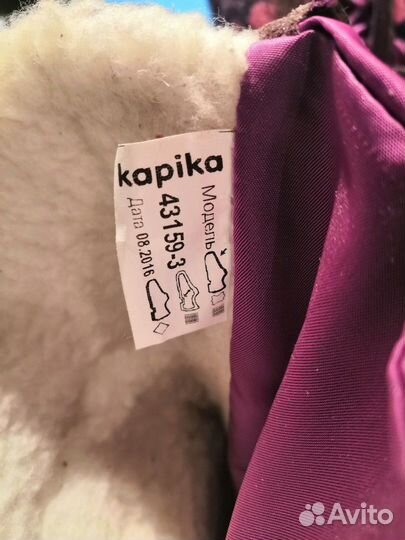 kapika
Модель
43159-3
Дата 08.2016
Avito